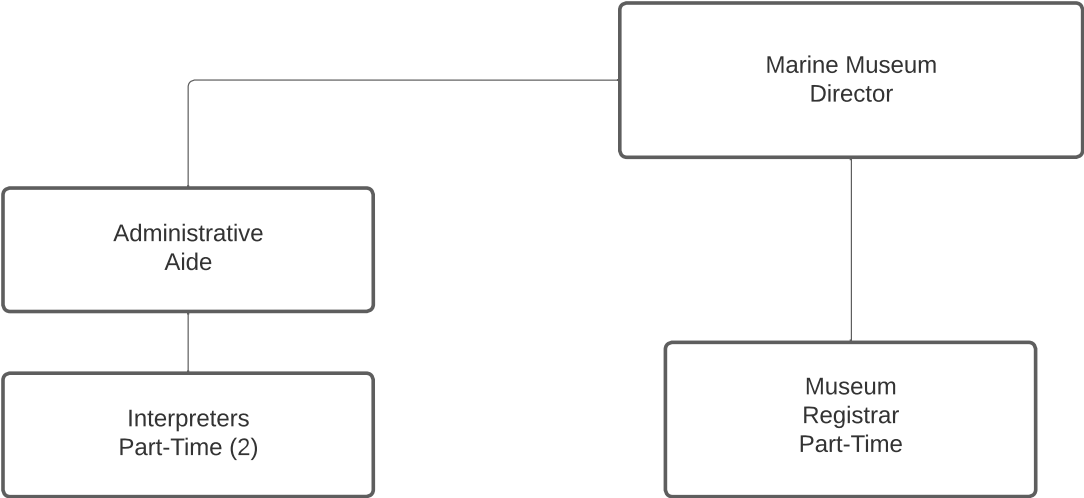 Marine Museum
Director
Administrative
Aide
Interpreters
Part-Time (2)
Museum
Registrar
Part-Time